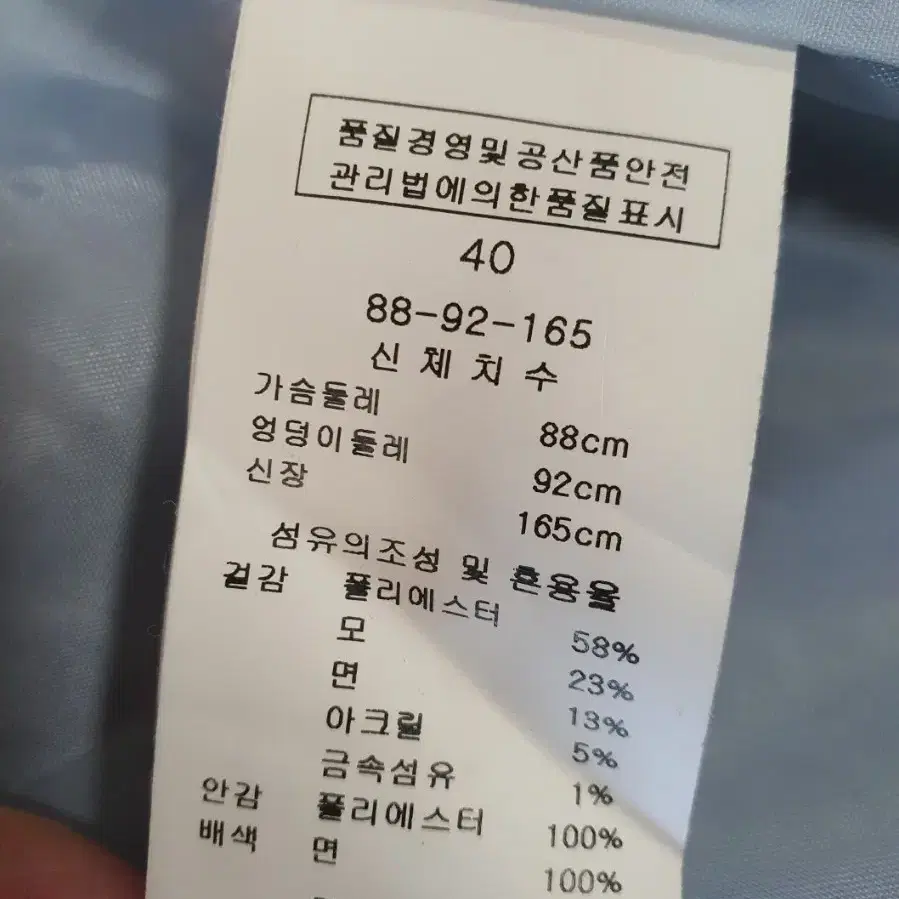 품질경영및공산품안전
관리법에의한품질표시
40
88-92-165
신체치수
가슴둘레 88cm
엉덩이둘레 92cm
신장 165cm
섬유의조성 및 혼용율
겉감 폴리에스터 58%
모 23%
면 13%
아크릴 5%
금속섬유 1%
안감 폴리에스터 100%
배색 면 100%